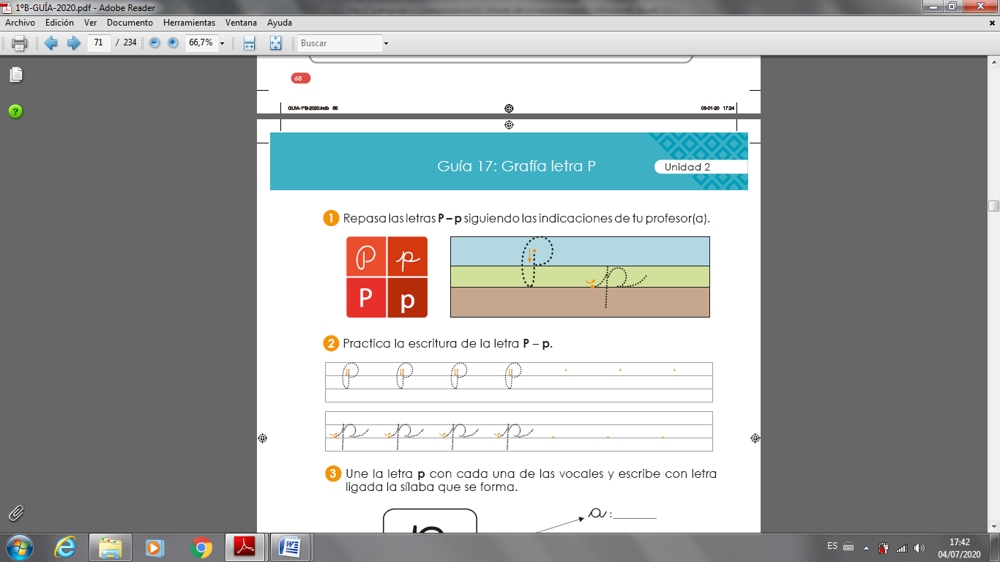 1ºB-GUÍA-2020.pdf - Adobe Reader
Archivo Edición Ver Documento Herramientas Ventana Ayuda
71 / 234 66,7% Buscar
68
GUIA-1ºB-2020.indb 68 08-01-20 17:24
Guía 17: Grafía letra P
Unidad 2
1 Repasa las letras P – p siguiendo las indicaciones de tu profesor(a).
P p
P p
P p
2 Practica la escritura de la letra P – p.
P P P P
p p p p
3 Une la letra p con cada una de las vocales y escribe con letra
ligada la sílaba que se forma.
a : ________
ES 17:42
04/07/2020